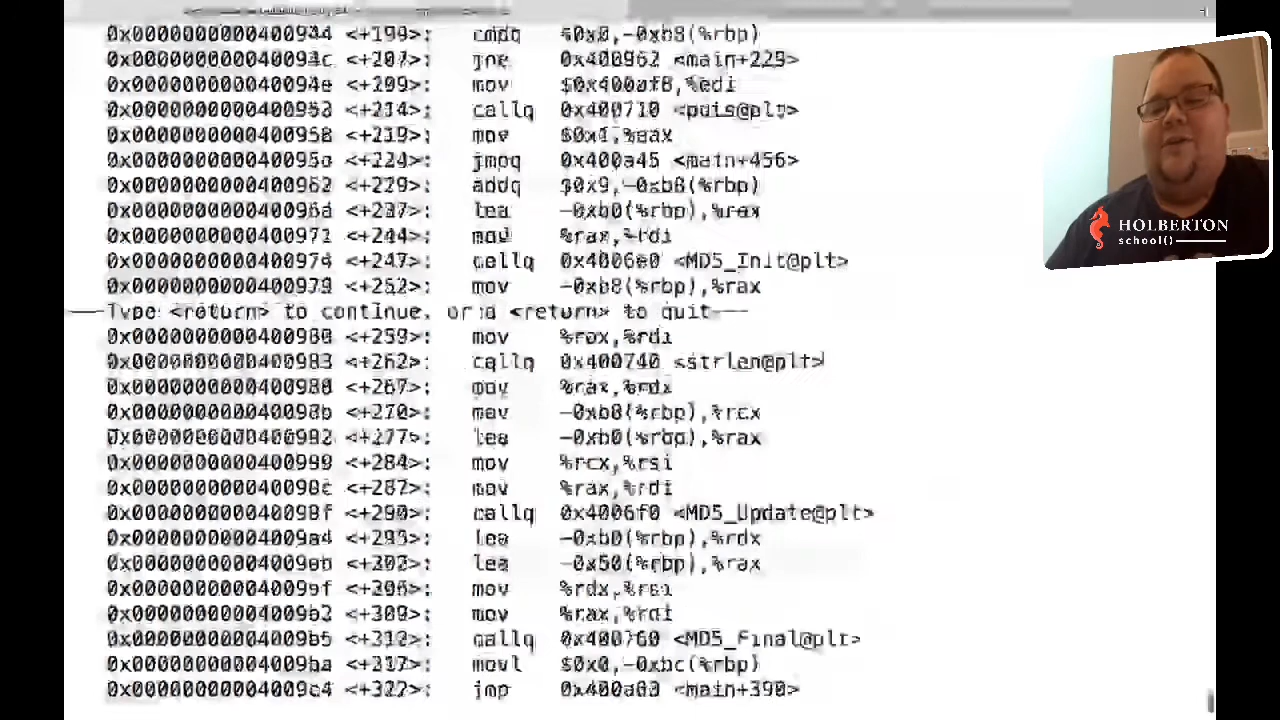 0x0000000000400944 <+199>: cmpq $0x0,-0xb8(%rbp)
0x000000000040094c <+207>: jne 0x400962 <main+229>
0x000000000040094e <+209>: mov $0x400af8,%edi
0x0000000000400953 <+214>: callq 0x400710 <puts@plt>
0x0000000000400958 <+219>: mov $0x1,%eax
0x000000000040095d <+224>: jmpq 0x400a45 <main+456>
0x0000000000400962 <+229>: addq $0x9,-0xb8(%rbp)
0x000000000040096a <+237>: lea -0xb0(%rbp),%rax
0x0000000000400971 <+244>: mov %rax,%rdi
0x0000000000400974 <+247>: callq 0x4006e0 <MD5_Init@plt>
0x0000000000400979 <+252>: mov -0xb8(%rbp),%rax
---Type <return> to continue, or q <return> to quit---
0x0000000000400980 <+259>: mov %rax,%rdi
0x0000000000400983 <+262>: callq 0x400740 <strlen@plt>
0x0000000000400988 <+267>: mov %rax,%rdx
0x000000000040098b <+270>: mov -0xb8(%rbp),%rcx
0x0000000000400992 <+277>: lea -0xb0(%rbp),%rax
0x0000000000400999 <+284>: mov %rcx,%rsi
0x000000000040099c <+287>: mov %rax,%rdi
0x000000000040099f <+290>: callq 0x4006f0 <MD5_Update@plt>
0x00000000004009a4 <+295>: lea -0xb0(%rbp),%rdx
0x00000000004009ab <+302>: lea -0x50(%rbp),%rax
0x00000000004009af <+306>: mov %rdx,%rsi
0x00000000004009b2 <+309>: mov %rax,%rdi
0x00000000004009b5 <+312>: callq 0x400760 <MD5_Final@plt>
0x00000000004009ba <+317>: movl $0x0,-0xbc(%rbp)
0x00000000004009c4 <+327>: jmp 0x400a03 <main+390>
HOLBERTON
school()